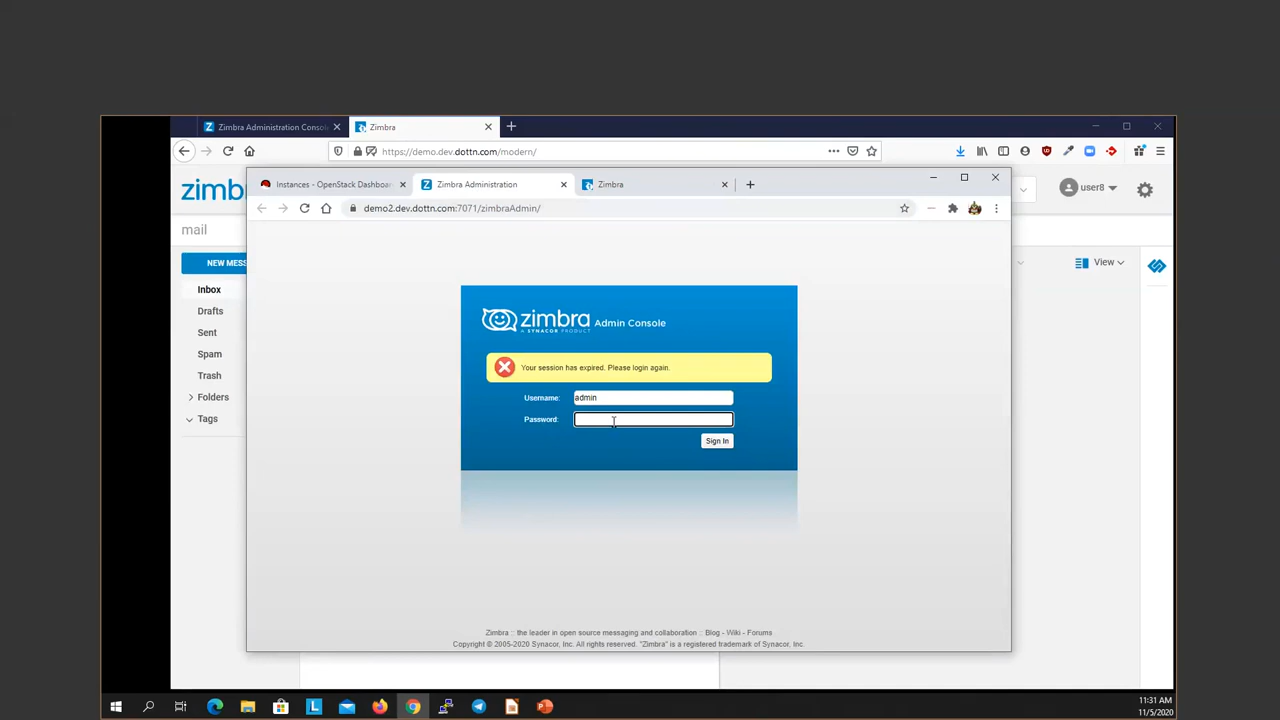 Zimbra Administration Console
Zimbra
https://demo.dev.dottn.com/modern/
zimbra
user8
mail
NEW MESS
View
Inbox
Drafts
Sent
Spam
Trash
Folders
Tags
Instances - OpenStack Dashboar
Zimbra Administration
Zimbra
demo2.dev.dottn.com:7071/zimbraAdmin/
zimbra Admin Console
A SYNACOR PRODUCT
Your session has expired. Please login again.
Username: admin
Password:
Sign In
Zimbra :: the leader in open source messaging and collaboration :: Blog - Wiki - Forums
Copyright © 2005-2020 Synacor, Inc. All rights reserved. "Zimbra" is a registered trademark of Synacor, Inc.
11:31 AM
11/5/2020